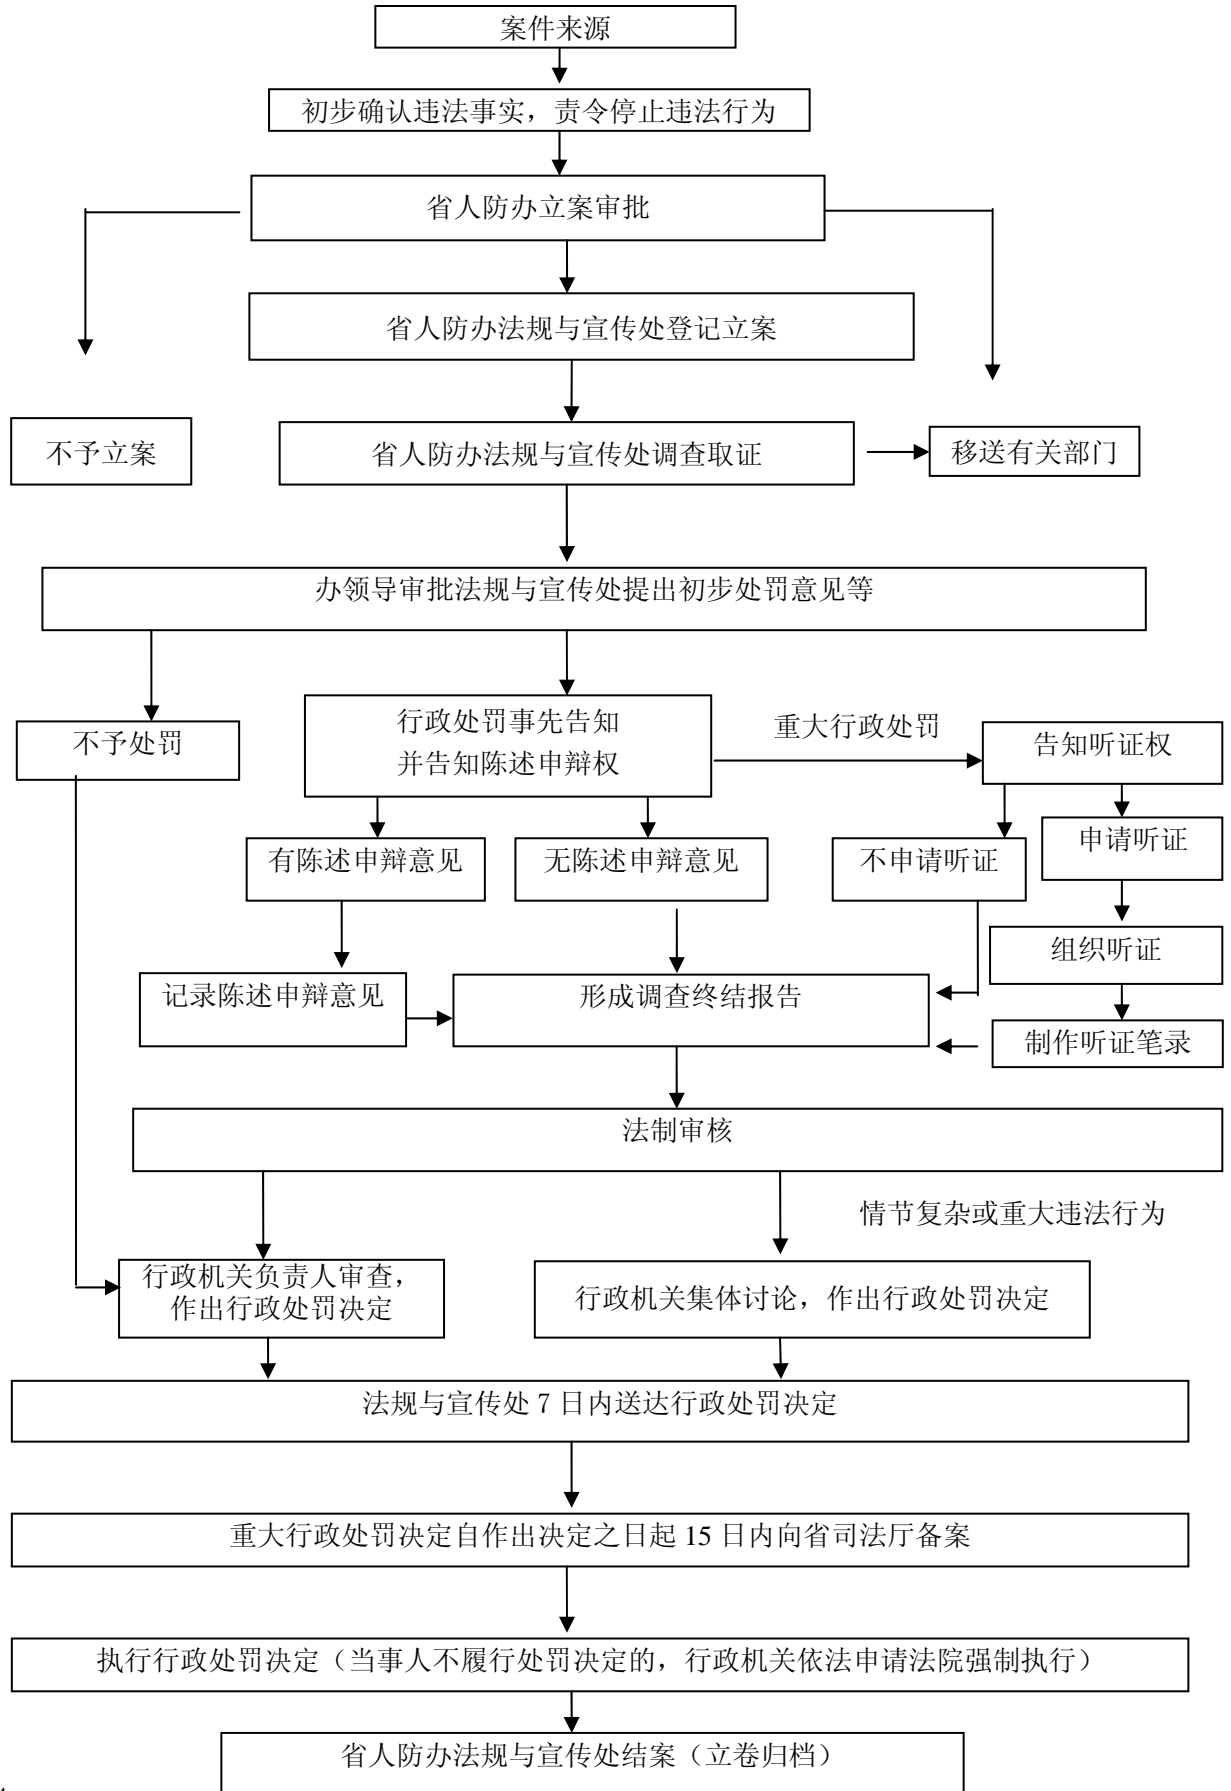 案件来源
初步确认违法事实，责令停止违法行为
省人防办立案审批
省人防办法规与宣传处登记立案
不予立案
省人防办法规与宣传处调查取证
移送有关部门
办领导审批法规与宣传处提出初步处罚意见等
不予处罚
行政处罚事先告知
并告知陈述申辩权
重大行政处罚
告知听证权
有陈述申辩意见
无陈述申辩意见
不申请听证
申请听证
组织听证
记录陈述申辩意见
形成调查终结报告
制作听证笔录
法制审核
情节复杂或重大违法行为
行政机关负责人审查，
作出行政处罚决定
行政机关集体讨论，作出行政处罚决定
法规与宣传处 7 日内送达行政处罚决定
重大行政处罚决定自作出决定之日起 15 日内向省司法厅备案
执行行政处罚决定（当事人不履行处罚决定的，行政机关依法申请法院强制执行）
省人防办法规与宣传处结案（立卷归档）